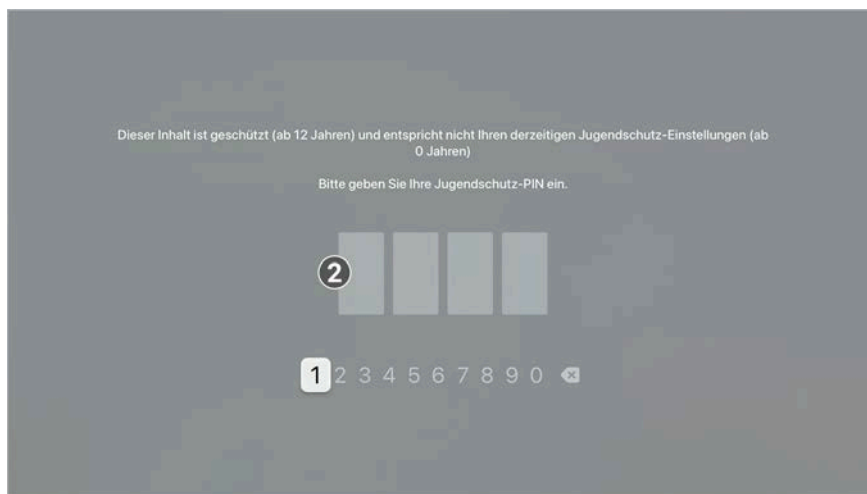 Dieser Inhalt ist geschützt (ab 12 Jahren) und entspricht nicht Ihren derzeitigen Jugendschutz-Einstellungen (ab
0 Jahren)
Bitte geben Sie Ihre Jugendschutz-PIN ein.
2
1 2 3 4 5 6 7 8 9 0